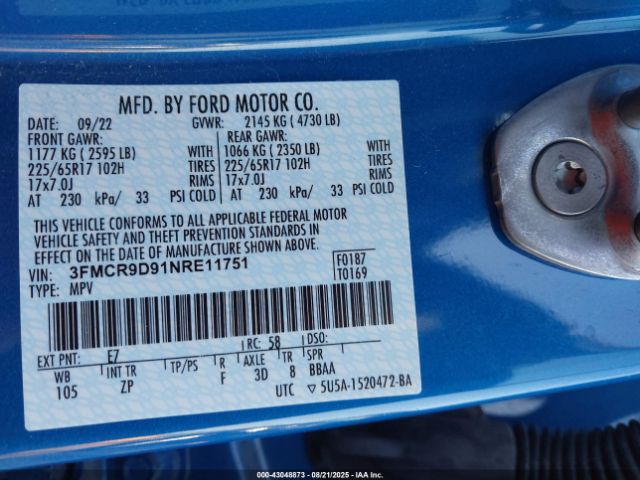 MFD. BY FORD MOTOR CO.
DATE: 09/22 GVWR: 2145 KG ( 4730 LB)
FRONT GAWR: REAR GAWR:
1177 KG ( 2595 LB) WITH 1066 KG ( 2350 LB) WITH
225/65R17 102H TIRES 225/65R17 102H TIRES
17x7.0J RIMS 17x7.0J RIMS
AT 230 kPa/ 33 PSI COLD AT 230 kPa/ 33 PSI COLD
THIS VEHICLE CONFORMS TO ALL APPLICABLE FEDERAL MOTOR
VEHICLE SAFETY AND THEFT PREVENTION STANDARDS IN EFFECT
ON THE DATE OF MANUFACTURE SHOWN ABOVE.
VIN: 3FMCR9D91NRE11751 F0187
TYPE: MPV T0169
EXT PNT: E7 RC: 58 DSO:
WB INT TR TP/PS R AXLE TR SPR
105 ZP F 3D 8 BBAA
UTC ▽ 5U5A-1520472-BA
000-43048873 - 08/21/2025 - IAAI.COM